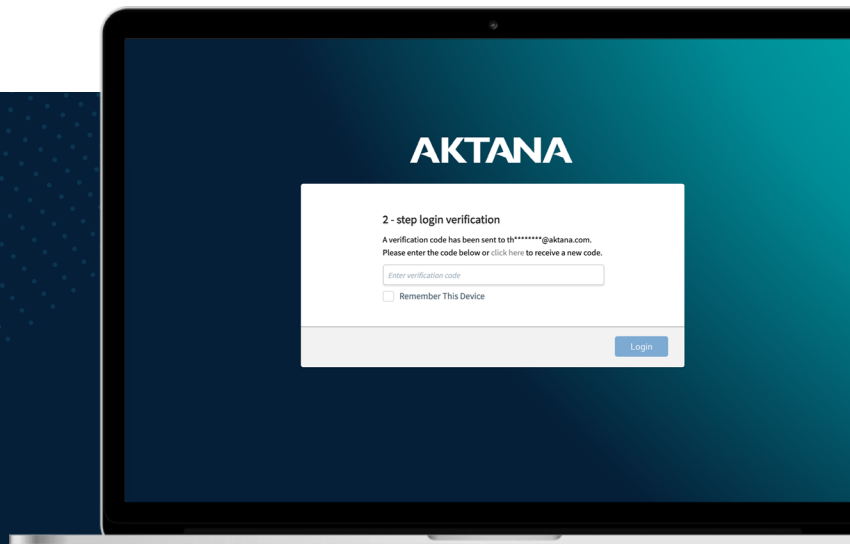 AKTANA
2 - step login verification
A verification code has been sent to th********@aktana.com.
Please enter the code below or click here to receive a new code.
Enter verification code
Remember This Device
Login